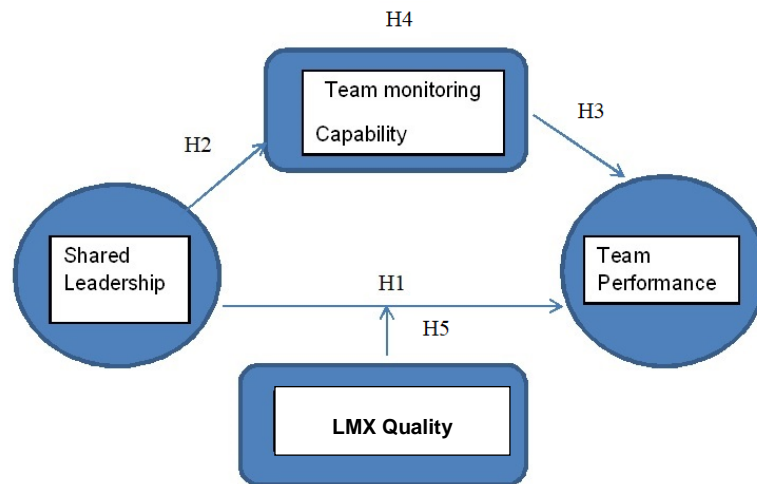 H4
Team monitoring
Capability
H3
H2
Shared
Leadership
Team
Performance
H1
H5
LMX Quality